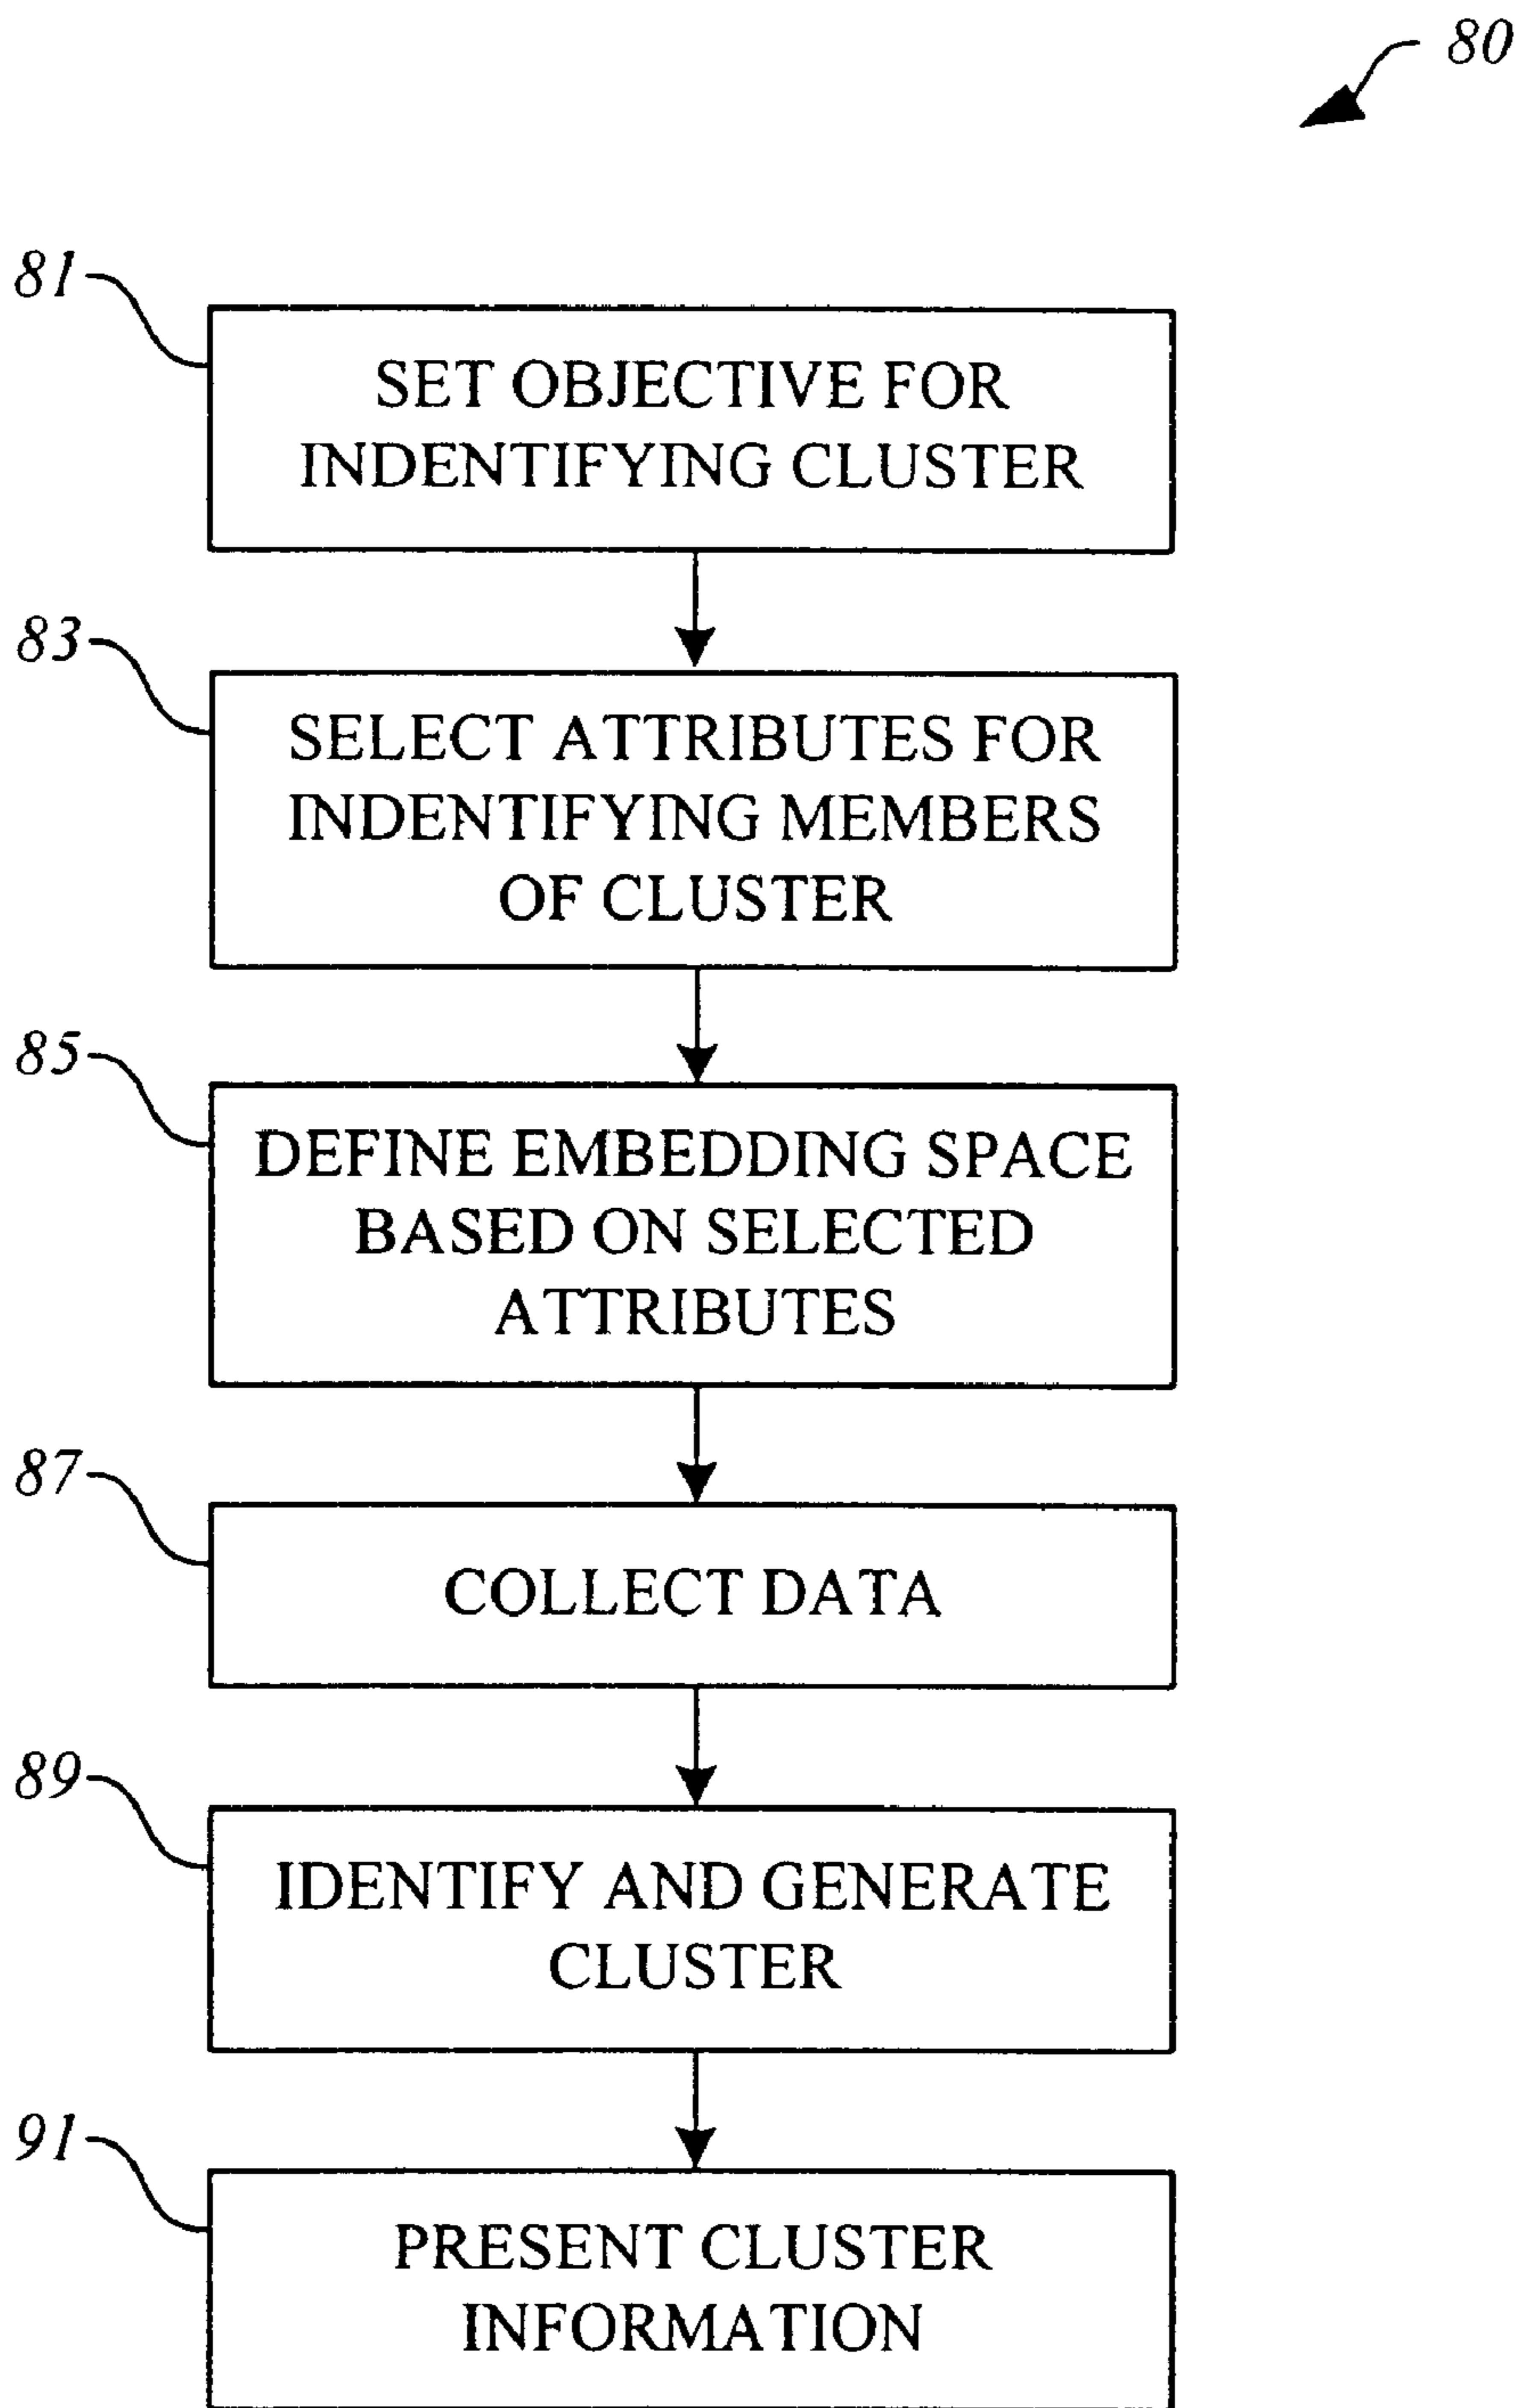 80
81
SET OBJECTIVE FOR
INDENTIFYING CLUSTER
83
SELECT ATTRIBUTES FOR
INDENTIFYING MEMBERS
OF CLUSTER
85
DEFINE EMBEDDING SPACE
BASED ON SELECTED
ATTRIBUTES
87
COLLECT DATA
89
IDENTIFY AND GENERATE
CLUSTER
91
PRESENT CLUSTER
INFORMATION